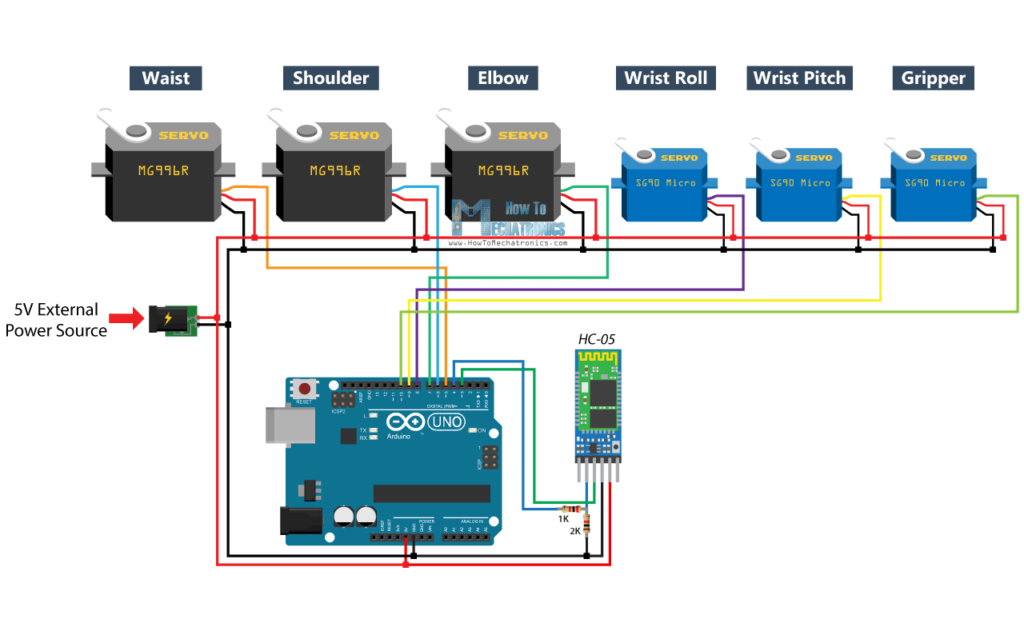 Waist
Shoulder
Elbow
Wrist Roll
Wrist Pitch
Gripper
SERVO
SERVO
SERVO
SERVO
SERVO
SERVO
MG996R
MG996R
MG996R
SG90 Micro
SG90 Micro
SG90 Micro
How To
MECHATRONICS
www.HowToMechatronics.com
5V External
Power Source
HC-05
RESET
ICSP2
DIGITAL (PWM~)
L
TX
RX
UNO
ON
Arduino
ICSP
1K
2K
POWER
ANALOG IN